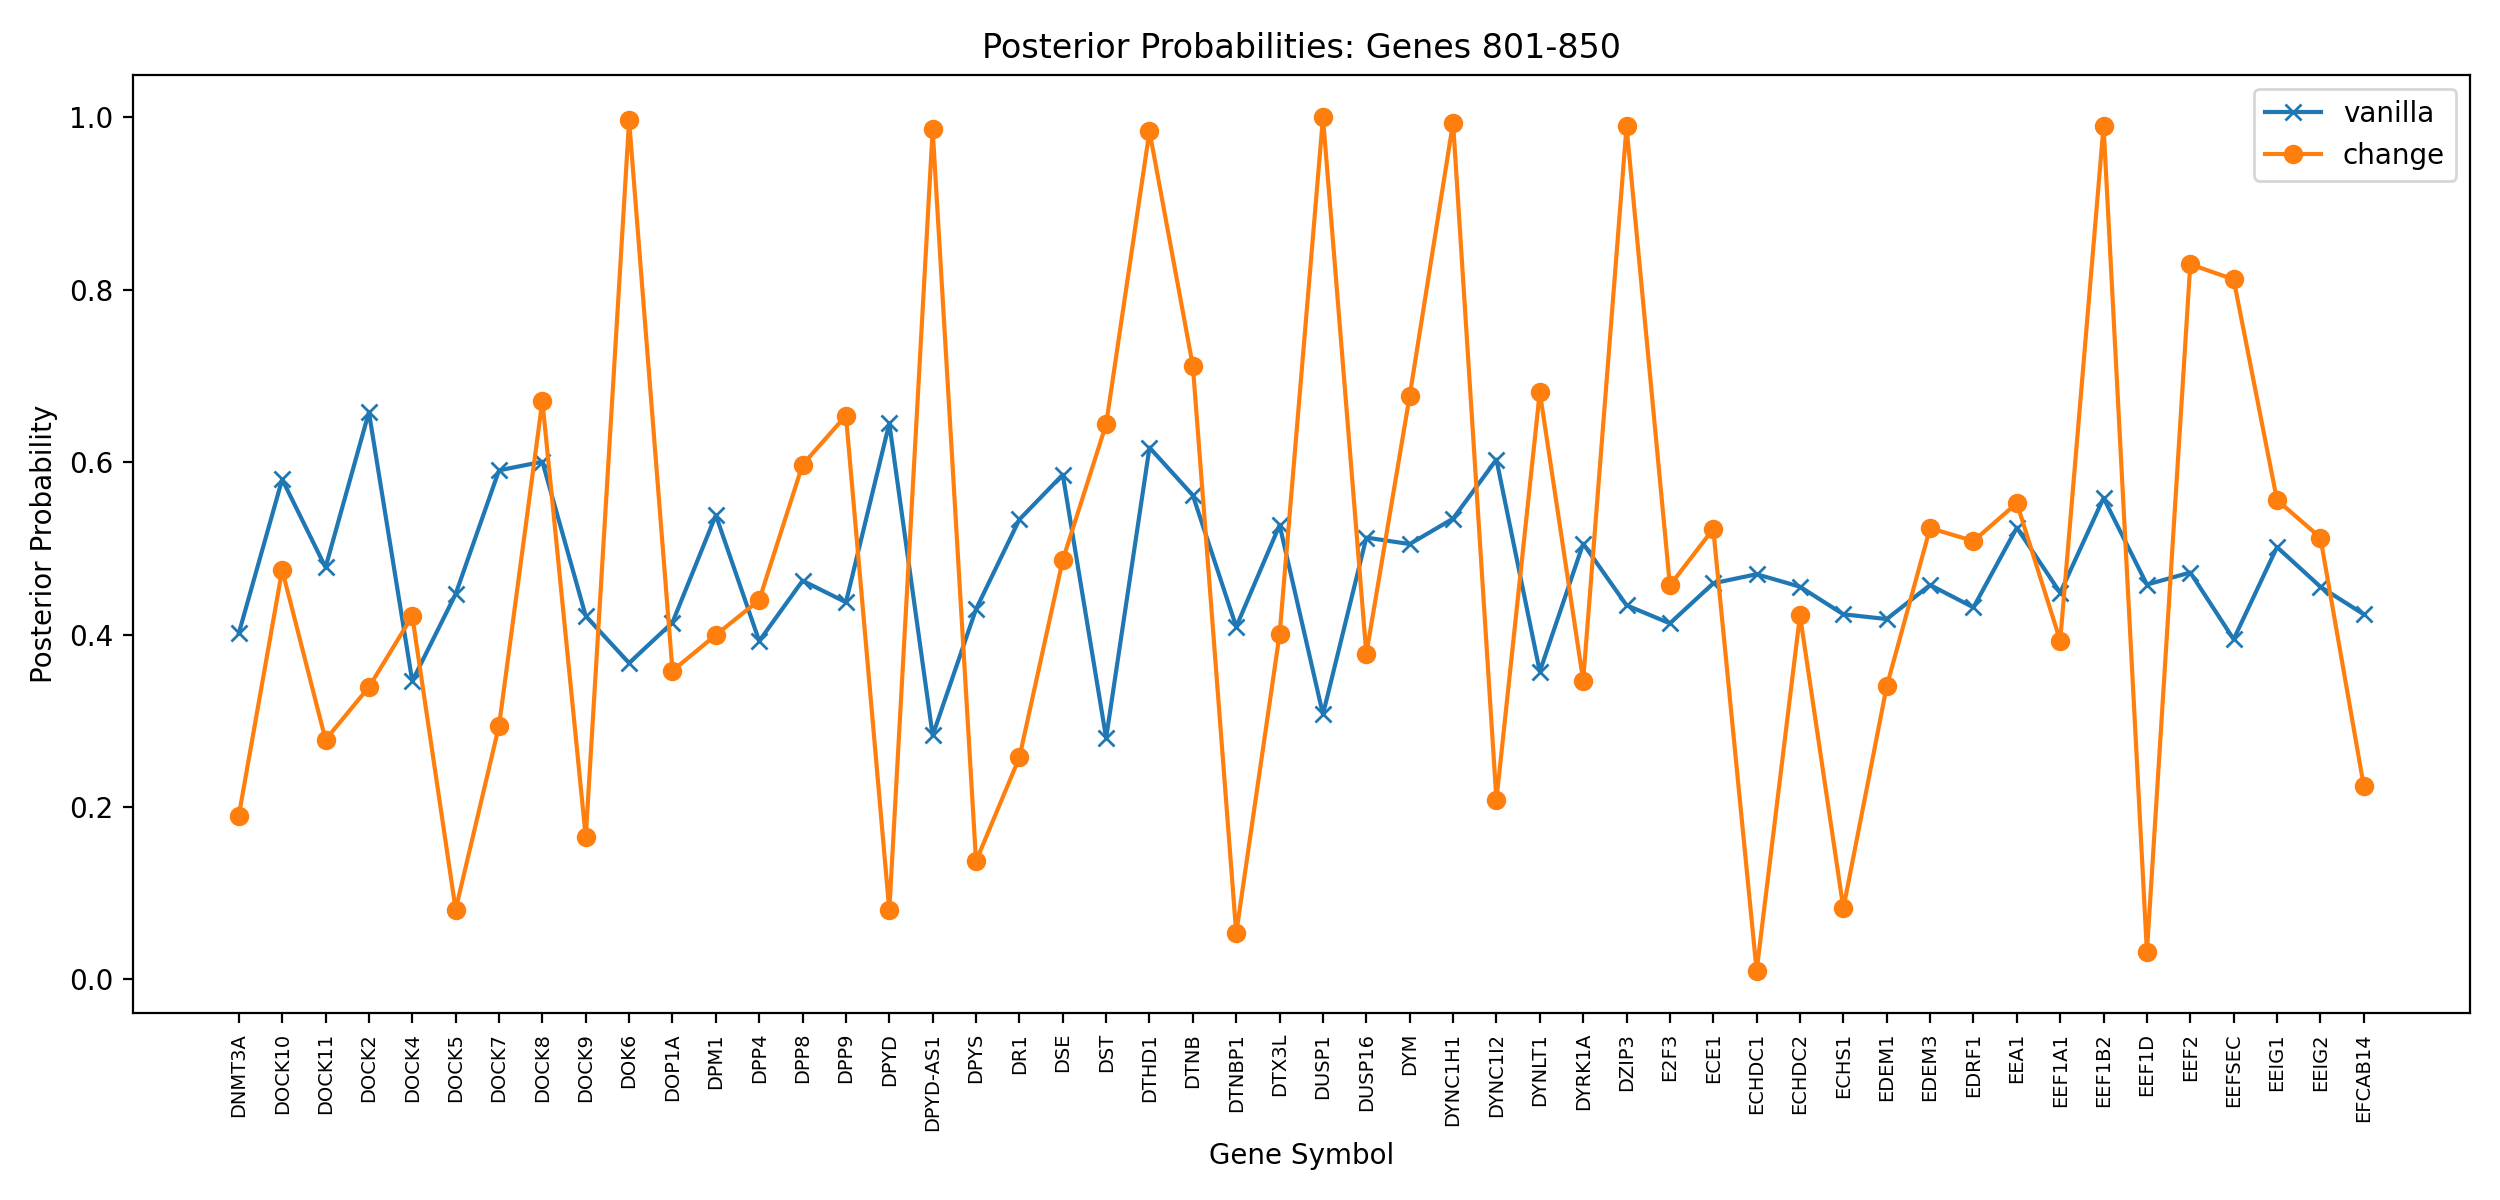 Posterior Probabilities: Genes 801-850
vanilla
change
Posterior Probability
1.0
0.8
0.6
0.4
0.2
0.0
DNMT3A
DOCK10
DOCK11
DOCK2
DOCK4
DOCK5
DOCK7
DOCK8
DOCK9
DOK6
DOP1A
DPM1
DPP4
DPP8
DPP9
DPYD
DPYD-AS1
DPYS
DR1
DSE
DST
DTHD1
DTNB
DTNBP1
DTX3L
DUSP1
DUSP16
DYM
DYNC1H1
DYNC1I2
DYNLT1
DYRK1A
DZIP3
E2F3
ECE1
ECHDC1
ECHDC2
ECHS1
EDEM1
EDEM3
EDRF1
EEA1
EEF1A1
EEF1B2
EEF1D
EEF2
EEFSEC
EEIG1
EEIG2
EFCAB14
Gene Symbol